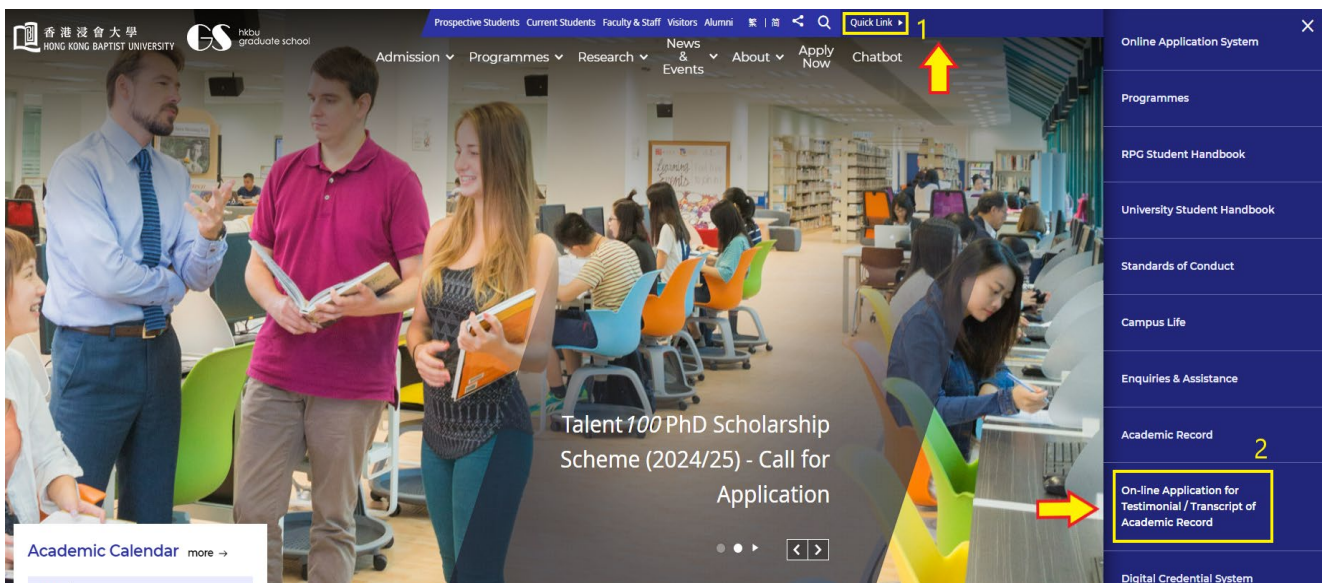 香港浸會大學
HONG KONG BAPTIST UNIVERSITY
GS
hkbu
graduate school
Prospective Students Current Students Faculty & Staff Visitors Alumni 繁 | 简 Quick Link
1
Admission Programmes Research News & Events About Apply Now Chatbot
Talent100 PhD Scholarship
Scheme (2024/25) - Call for
Application
Academic Calendar more →
Online Application System
Programmes
RPG Student Handbook
University Student Handbook
Standards of Conduct
Campus Life
Enquiries & Assistance
Academic Record
2
On-line Application for
Testimonial / Transcript of
Academic Record
Digital Credential System